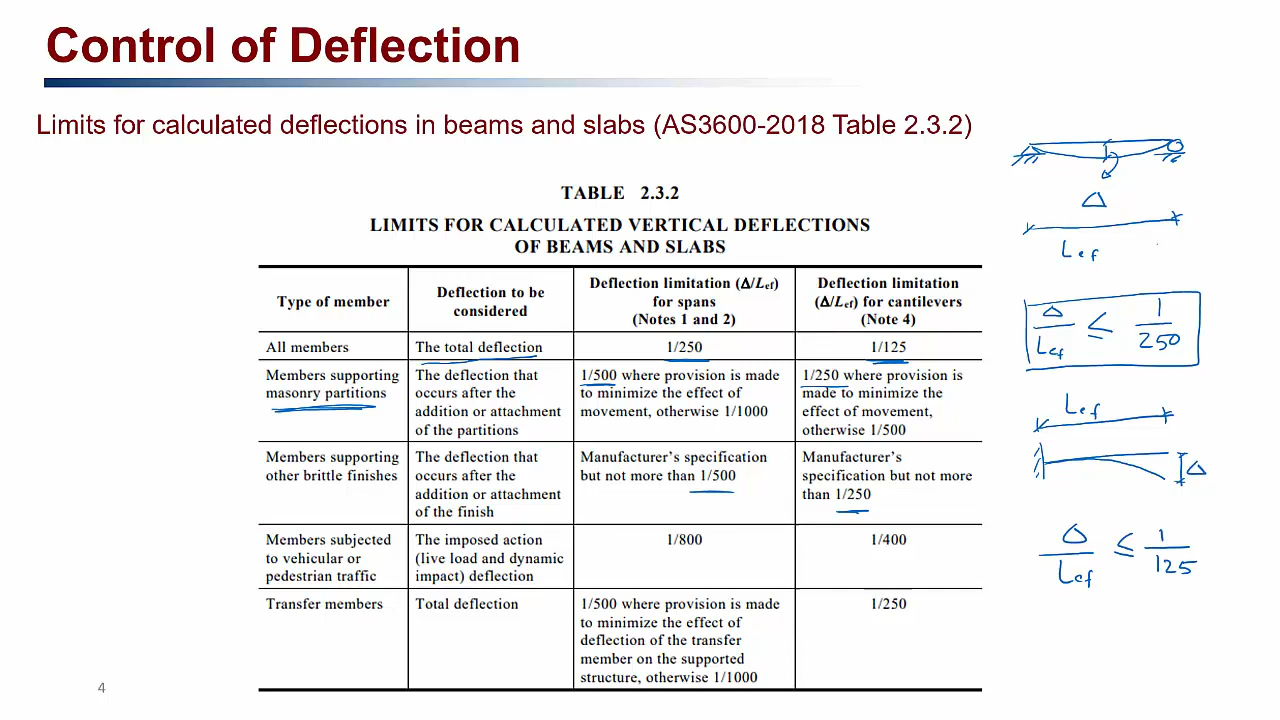 Control of Deflection
Limits for calculated deflections in beams and slabs (AS3600-2018 Table 2.3.2)
TABLE 2.3.2
LIMITS FOR CALCULATED VERTICAL DEFLECTIONS
OF BEAMS AND SLABS
Type of member
Deflection to be
considered
Deflection limitation (Δ/Lef)
for spans
(Notes 1 and 2)
Deflection limitation
(Δ/Lef) for cantilevers
(Note 4)
All members
The total deflection
1/250
1/125
Members supporting
masonry partitions
The deflection that
occurs after the
addition or attachment
of the partitions
1/500 where provision is made
to minimize the effect of
movement, otherwise 1/1000
1/250 where provision is
made to minimize the
effect of movement,
otherwise 1/500
Members supporting
other brittle finishes
The deflection that
occurs after the
addition or attachment
of the finish
Manufacturer's specification
but not more than 1/500
Manufacturer's
specification but not more
than 1/250
Members subjected
to vehicular or
pedestrian traffic
The imposed action
(live load and dynamic
impact) deflection
1/800
1/400
Transfer members
Total deflection
1/500 where provision is made
to minimize the effect of
deflection of the transfer
member on the supported
structure, otherwise 1/1000
1/250
Δ
Lef
Δ/Lef ≤ 1/250
Lef
Δ
Δ/Lef ≤ 1/125
4